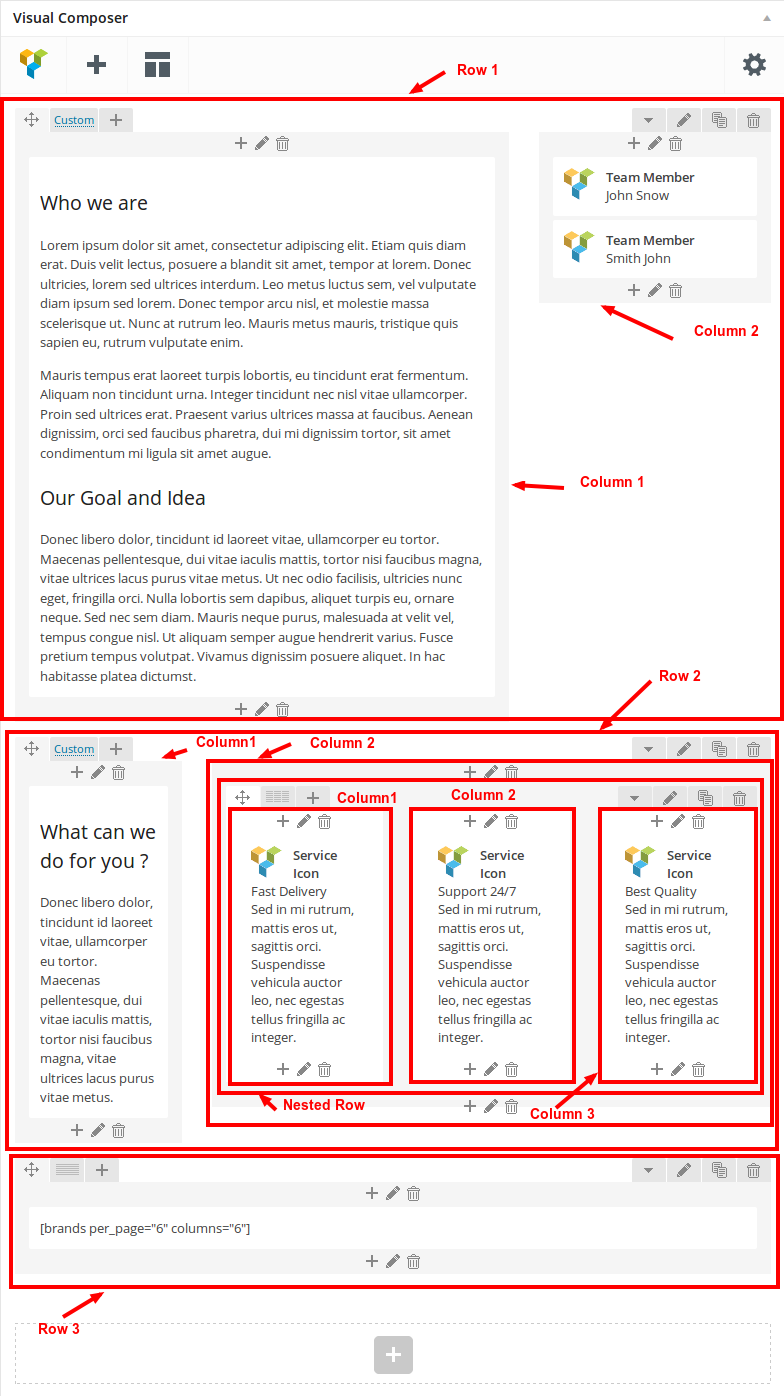 Visual Composer
Row 1
Custom
Who we are
Lorem ipsum dolor sit amet, consectetur adipiscing elit. Etiam quis diam
erat. Duis velit lectus, posuere a blandit sit amet, tempor at lorem. Donec
ultricies, lorem sed ultrices interdum. Leo metus luctus sem, vel vulputate
diam ipsum sed lorem. Donec tempor arcu nisl, et molestie massa
scelerisque ut. Nunc at rutrum leo. Mauris metus mauris, tristique quis
sapien eu, rutrum vulputate enim.
Mauris tempus erat laoreet turpis lobortis, eu tincidunt erat fermentum.
Aliquam non tincidunt urna. Integer tincidunt nec nisl vitae ullamcorper.
Proin sed ultrices erat. Praesent varius ultrices massa at faucibus. Aenean
dignissim, orci sed faucibus pharetra, dui mi dignissim tortor, sit amet
condimentum mi ligula sit amet augue.
Our Goal and Idea
Donec libero dolor, tincidunt id laoreet vitae, ullamcorper eu tortor.
Maecenas pellentesque, dui vitae iaculis mattis, tortor nisi faucibus magna,
vitae ultrices lacus purus vitae metus. Ut nec odio facilisis, ultricies nunc
eget, fringilla orci. Nulla lobortis sem dapibus, aliquet turpis eu, ornare
neque. Sed nec sem diam. Mauris neque purus, malesuada at velit vel,
tempus congue nisl. Ut aliquam semper augue hendrerit varius. Fusce
pretium tempus volutpat. Vivamus dignissim posuere aliquet. In hac
habitasse platea dictumst.
Column 1
Team Member
John Snow
Team Member
Smith John
Column 2
Row 2
Custom
Column1
Column 2
What can we
do for you ?
Donec libero dolor,
tincidunt id laoreet
vitae, ullamcorper
eu tortor.
Maecenas
pellentesque, dui
vitae iaculis mattis,
tortor nisi faucibus
magna, vitae
ultrices lacus purus
vitae metus.
Column1
Column 2
Service
Icon
Fast Delivery
Sed in mi rutrum,
mattis eros ut,
sagittis orci.
Suspendisse
vehicula auctor
leo, nec egestas
tellus fringilla ac
integer.
Service
Icon
Support 24/7
Sed in mi rutrum,
mattis eros ut,
sagittis orci.
Suspendisse
vehicula auctor
leo, nec egestas
tellus fringilla ac
integer.
Service
Icon
Best Quality
Sed in mi rutrum,
mattis eros ut,
sagittis orci.
Suspendisse
vehicula auctor
leo, nec egestas
tellus fringilla ac
integer.
Nested Row
Column 3
[brands per_page="6" columns="6"]
Row 3